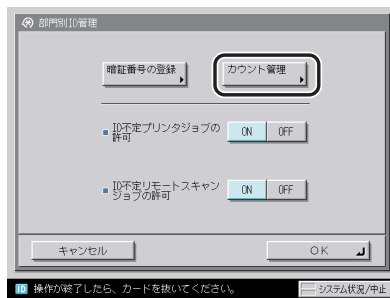 部門別ID管理
暗証番号の登録
カウント管理
ID不定プリンタジョブの
許可
ON OFF
ID不定リモートスキャン
ジョブの許可
ON OFF
キャンセル
OK
ID 操作が終了したら、カードを抜いてください。
システム状況/中止